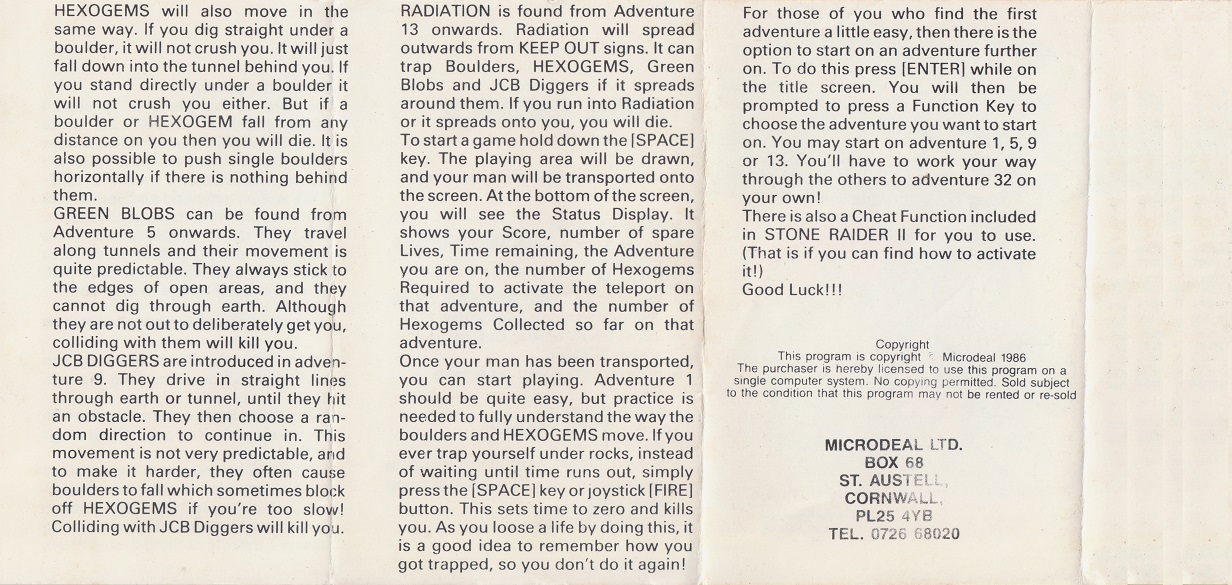 HEXOGEMS will also move in the
same way. If you dig straight under a
boulder, it will not crush you. It will just
fall down into the tunnel behind you. If
you stand directly under a boulder it
will not crush you either. But if a
boulder or HEXOGEM fall from any
distance on you then you will die. It is
also possible to push single boulders
horizontally if there is nothing behind
them.
GREEN BLOBS can be found from
Adventure 5 onwards. They travel
along tunnels and their movement is
quite predictable. They always stick to
the edges of open areas, and they
cannot dig through earth. Although
they are not out to deliberately get you,
colliding with them will kill you.
JCB DIGGERS are introduced in adven-
ture 9. They drive in straight lines
through earth or tunnel, until they hit
an obstacle. They then choose a ran-
dom direction to continue in. This
movement is not very predictable, and
to make it harder, they often cause
boulders to fall which sometimes block
off HEXOGEMS if you're too slow!
Colliding with JCB Diggers will kill you.
RADIATION is found from Adventure
13 onwards. Radiation will spread
outwards from KEEP OUT signs. It can
trap Boulders, HEXOGEMS, Green
Blobs and JCB Diggers if it spreads
around them. If you run into Radiation
or it spreads onto you, you will die.
To start a game hold down the [SPACE]
key. The playing area will be drawn,
and your man will be transported onto
the screen. At the bottom of the screen,
you will see the Status Display. It
shows your Score, number of spare
Lives, Time remaining, the Adventure
you are on, the number of Hexogems
Required to activate the teleport on
that adventure, and the number of
Hexogems Collected so far on that
adventure.
Once your man has been transported,
you can start playing. Adventure 1
should be quite easy, but practice is
needed to fully understand the way the
boulders and HEXOGEMS move. If you
ever trap yourself under rocks, instead
of waiting until time runs out, simply
press the [SPACE] key or joystick [FIRE]
button. This sets time to zero and kills
you. As you loose a life by doing this, it
is a good idea to remember how you
got trapped, so you don't do it again!
For those of you who find the first
adventure a little easy, then there is the
option to start on an adventure further
on. To do this press [ENTER] while on
the title screen. You will then be
prompted to press a Function Key to
choose the adventure you want to start
on. You may start on adventure 1, 5, 9
or 13. You'll have to work your way
through the others to adventure 32 on
your own!
There is also a Cheat Function included
in STONE RAIDER II for you to use.
(That is if you can find how to activate
it!)
Good Luck!!!
Copyright
This program is copyright Microdeal 1986
The purchaser is hereby licensed to use this program on a
single computer system. No copying permitted. Sold subject
to the condition that this program may not be rented or re-sold
MICRODEAL LTD.
BOX 68
ST. AUSTELL,
CORNWALL,
PL25 4YB
TEL. 0726 68020